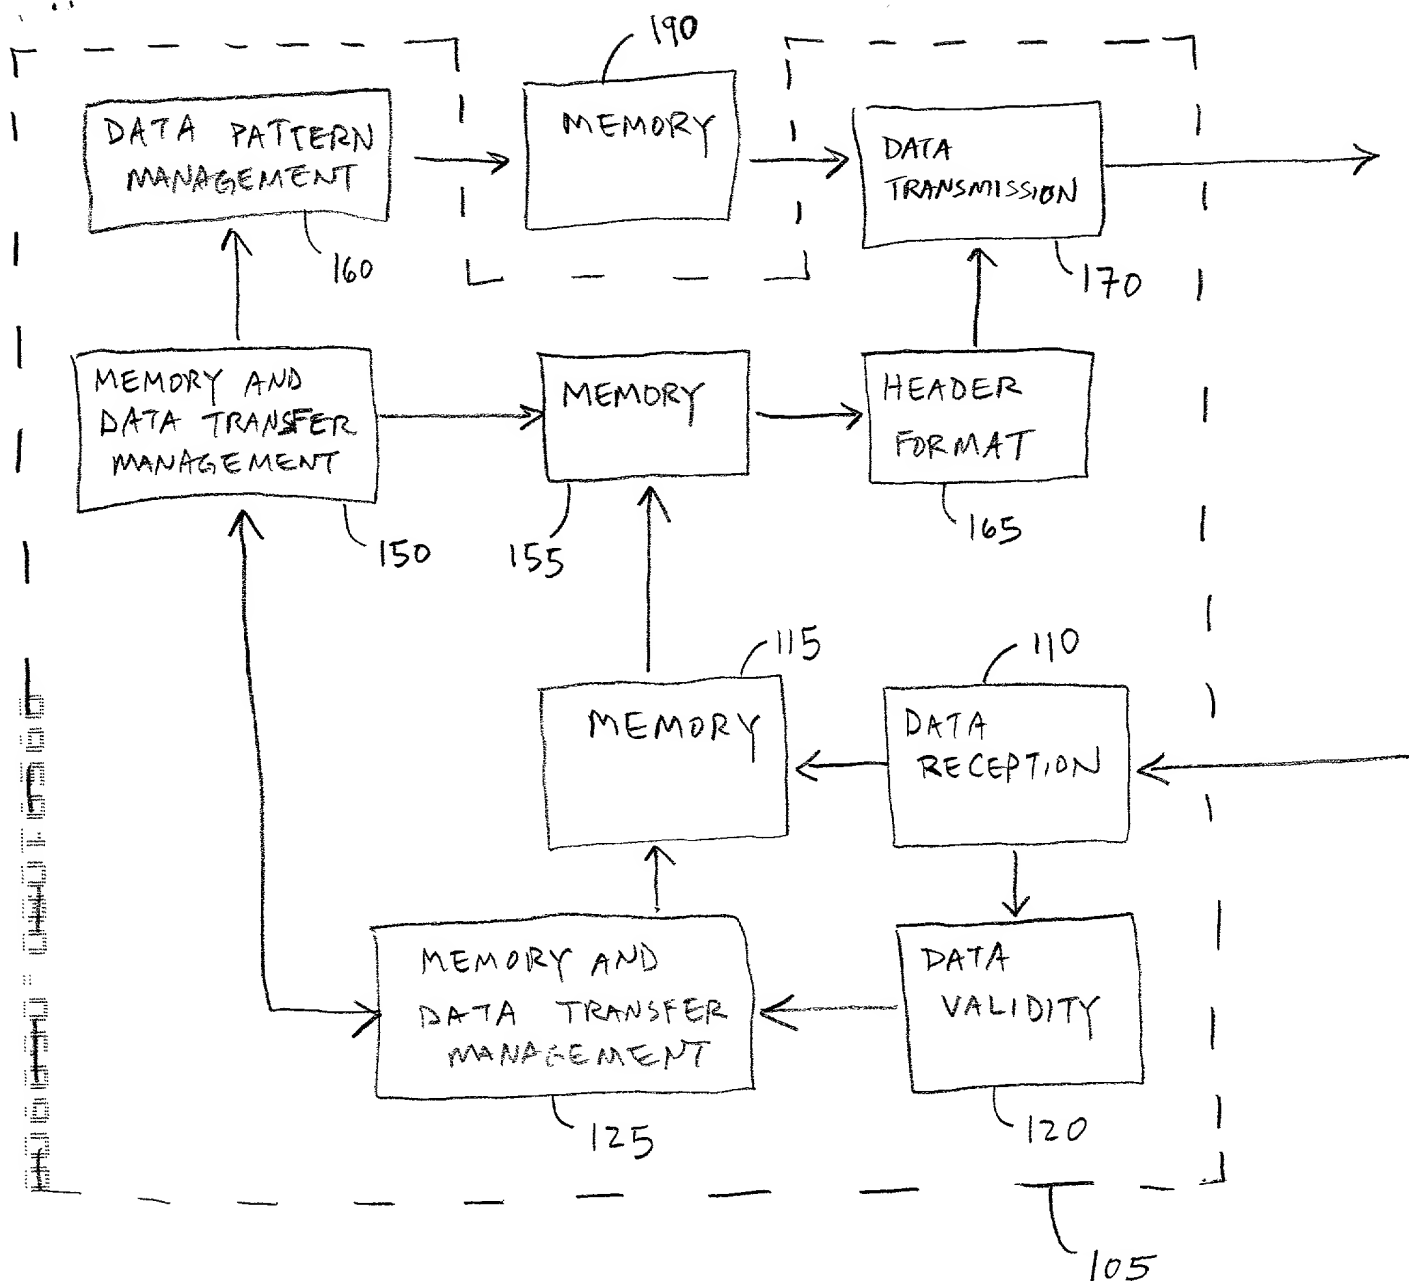 190
DATA PATTERN
MANAGEMENT
160
MEMORY
DATA
TRANSMISSION
170
MEMORY AND
DATA TRANSFER
MANAGEMENT
150
MEMORY
155
HEADER
FORMAT
165
115
MEMORY
110
DATA
RECEPTION
MEMORY AND
DATA TRANSFER
MANAGEMENT
125
DATA
VALIDITY
120
105